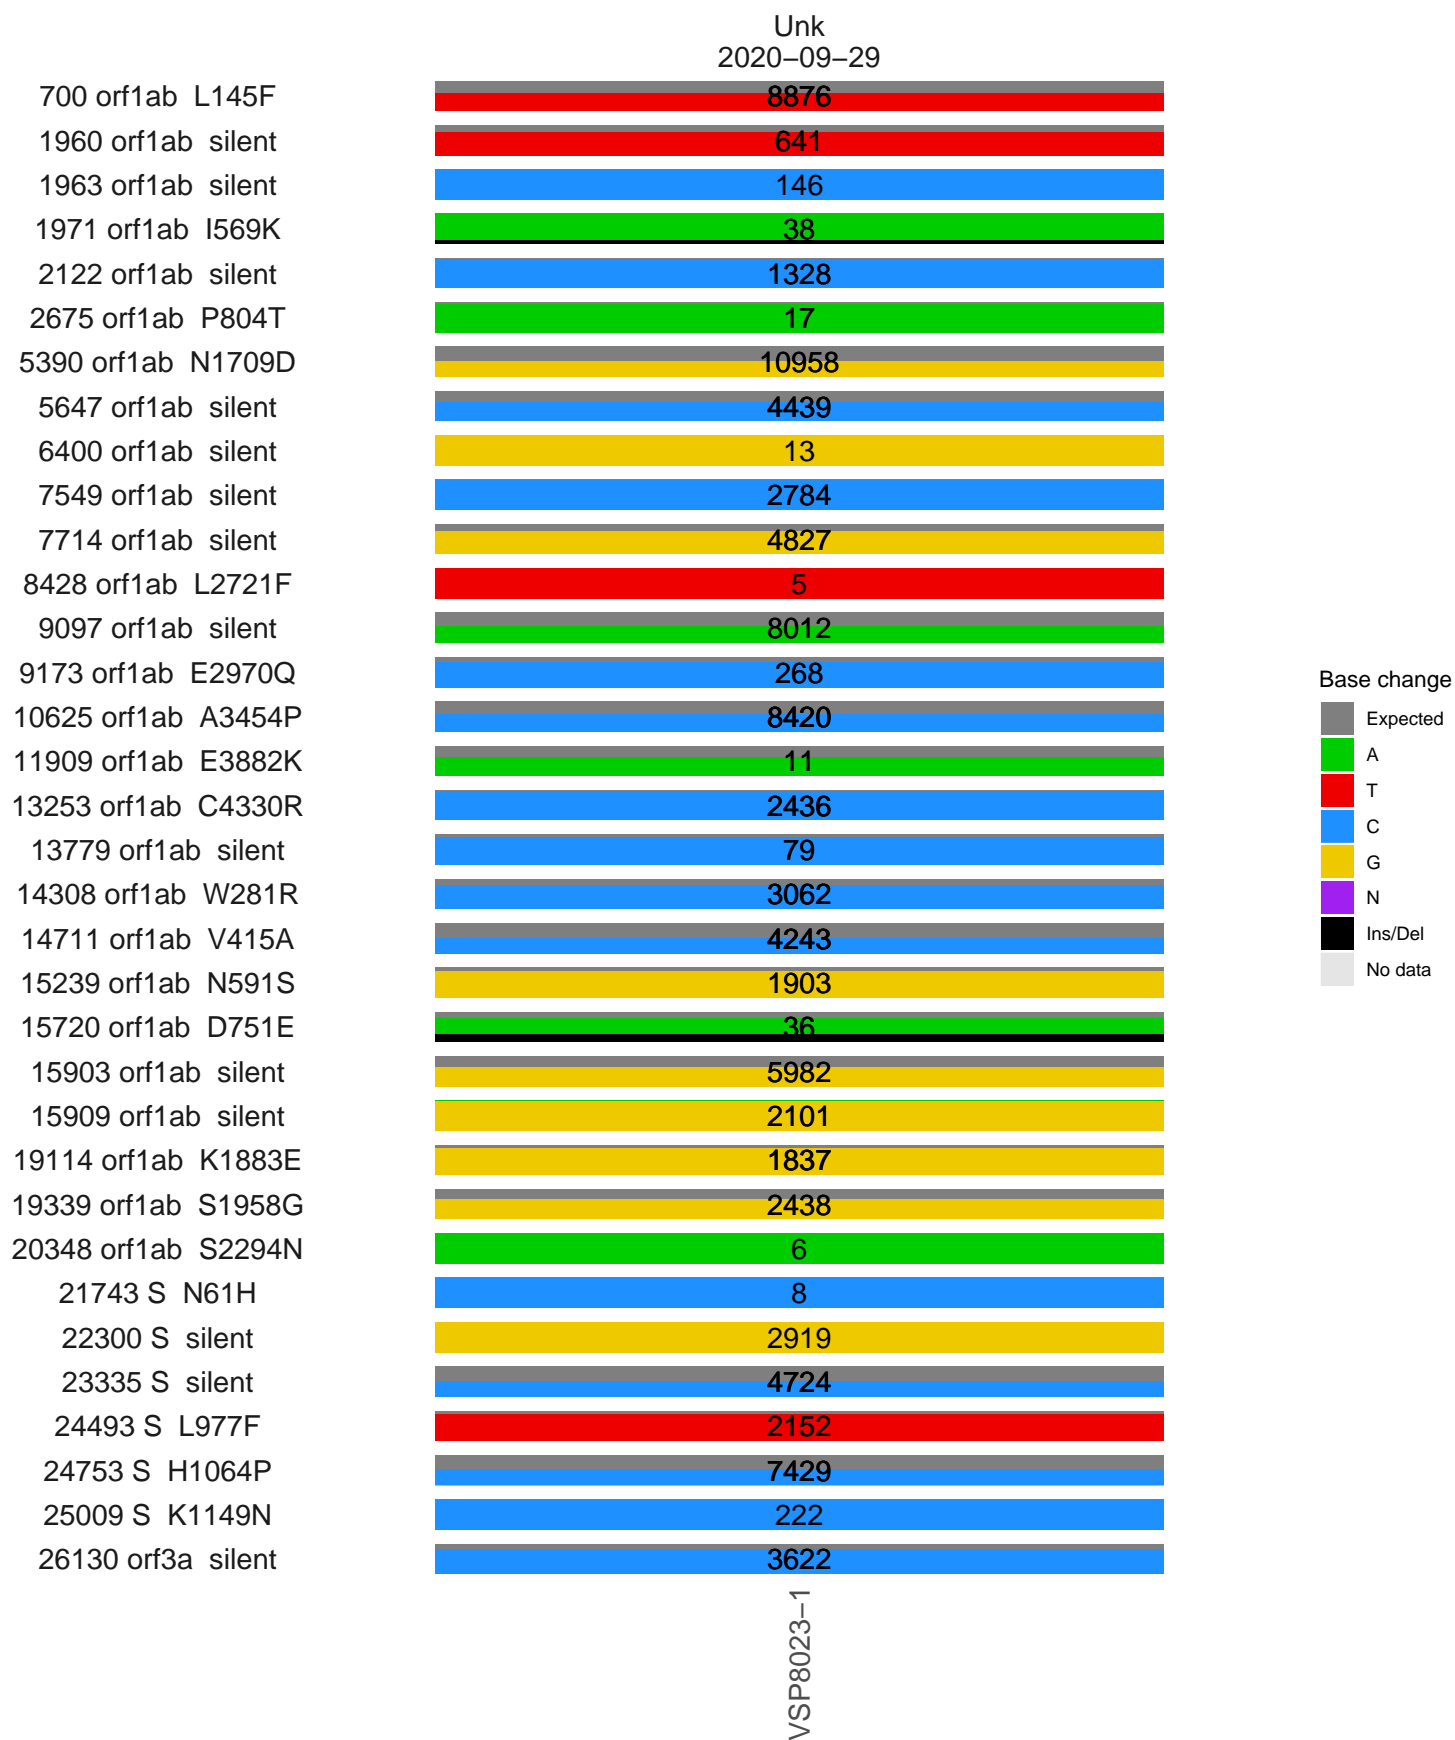 Unk
2020−09−29
700 orf1ab L145F 8876
1960 orf1ab silent 641
1963 orf1ab silent 146
1971 orf1ab I569K 38
2122 orf1ab silent 1328
2675 orf1ab P804T 17
5390 orf1ab N1709D 10958
5647 orf1ab silent 4439
6400 orf1ab silent 13
7549 orf1ab silent 2784
7714 orf1ab silent 4827
8428 orf1ab L2721F 5
9097 orf1ab silent 8012
9173 orf1ab E2970Q 268
10625 orf1ab A3454P 8420
11909 orf1ab E3882K 11
13253 orf1ab C4330R 2436
13779 orf1ab silent 79
14308 orf1ab W281R 3062
14711 orf1ab V415A 4243
15239 orf1ab N591S 1903
15720 orf1ab D751E 36
15903 orf1ab silent 5982
15909 orf1ab silent 2101
19114 orf1ab K1883E 1837
19339 orf1ab S1958G 2438
20348 orf1ab S2294N 6
21743 S N61H 8
22300 S silent 2919
23335 S silent 4724
24493 S L977F 2152
24753 S H1064P 7429
25009 S K1149N 222
26130 orf3a silent 3622
VSP8023−1
Base change
Expected
A
T
C
G
N
Ins/Del
No data